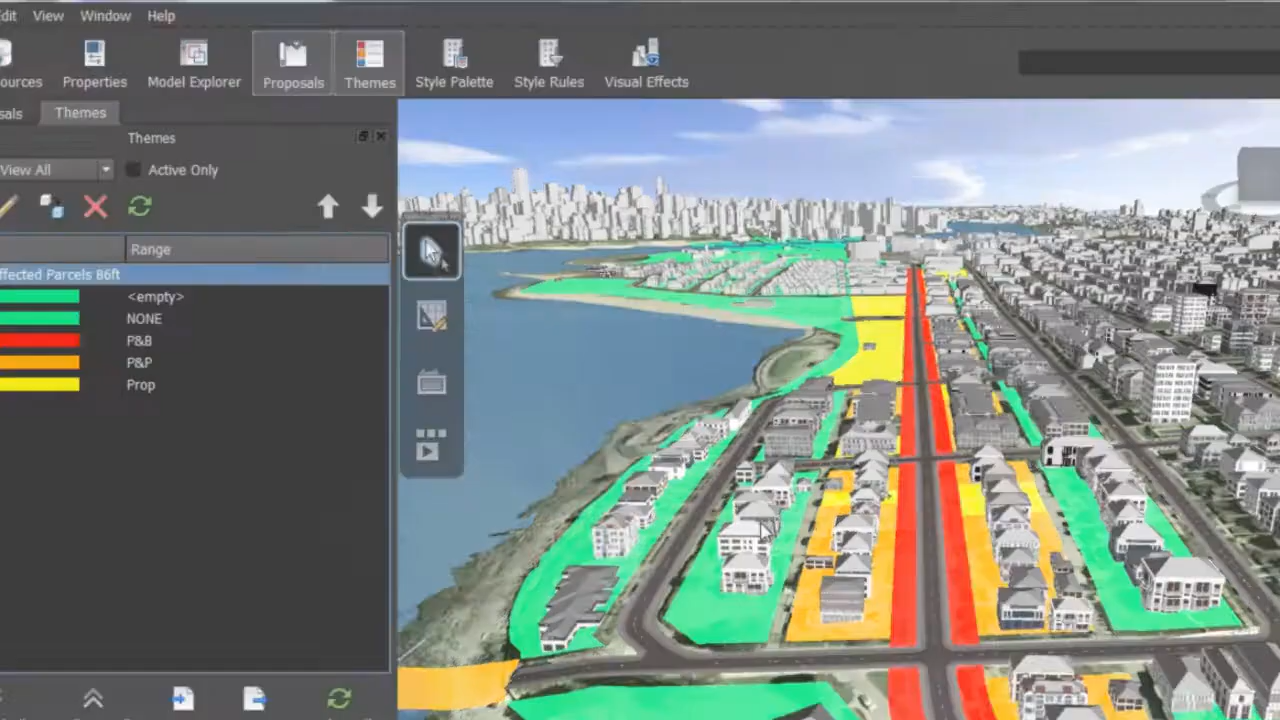 dit View Window Help
ources Properties Model Explorer Proposals Themes Style Palette Style Rules Visual Effects
sals Themes
Themes
View All Active Only
Range
ffected Parcels 86ft
<empty>
NONE
P&B
P&P
Prop